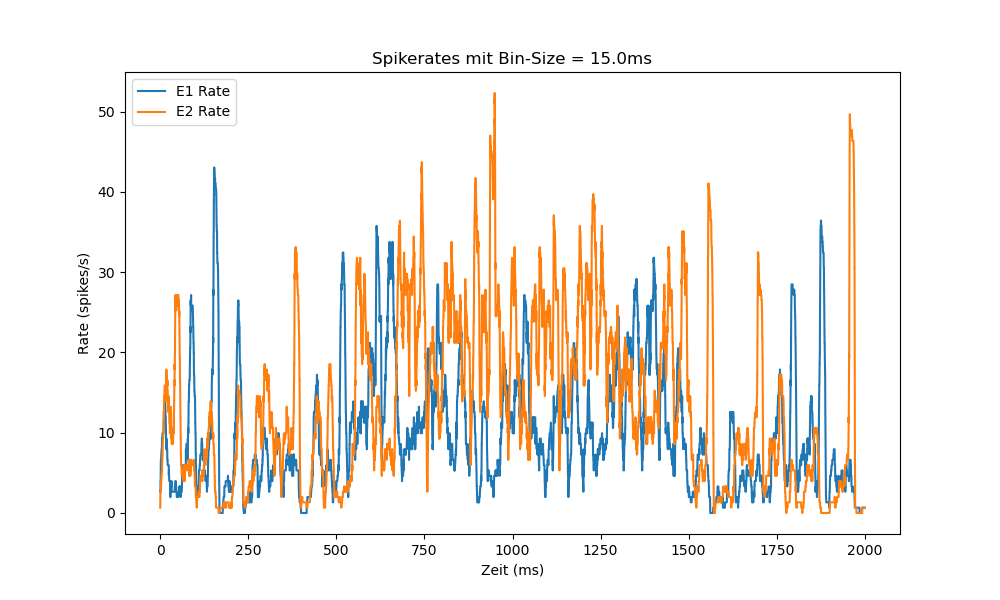 Spikerates mit Bin-Size = 15.0ms
E1 Rate
E2 Rate
50
40
30
20
10
0
Rate (spikes/s)
0 250 500 750 1000 1250 1500 1750 2000
Zeit (ms)